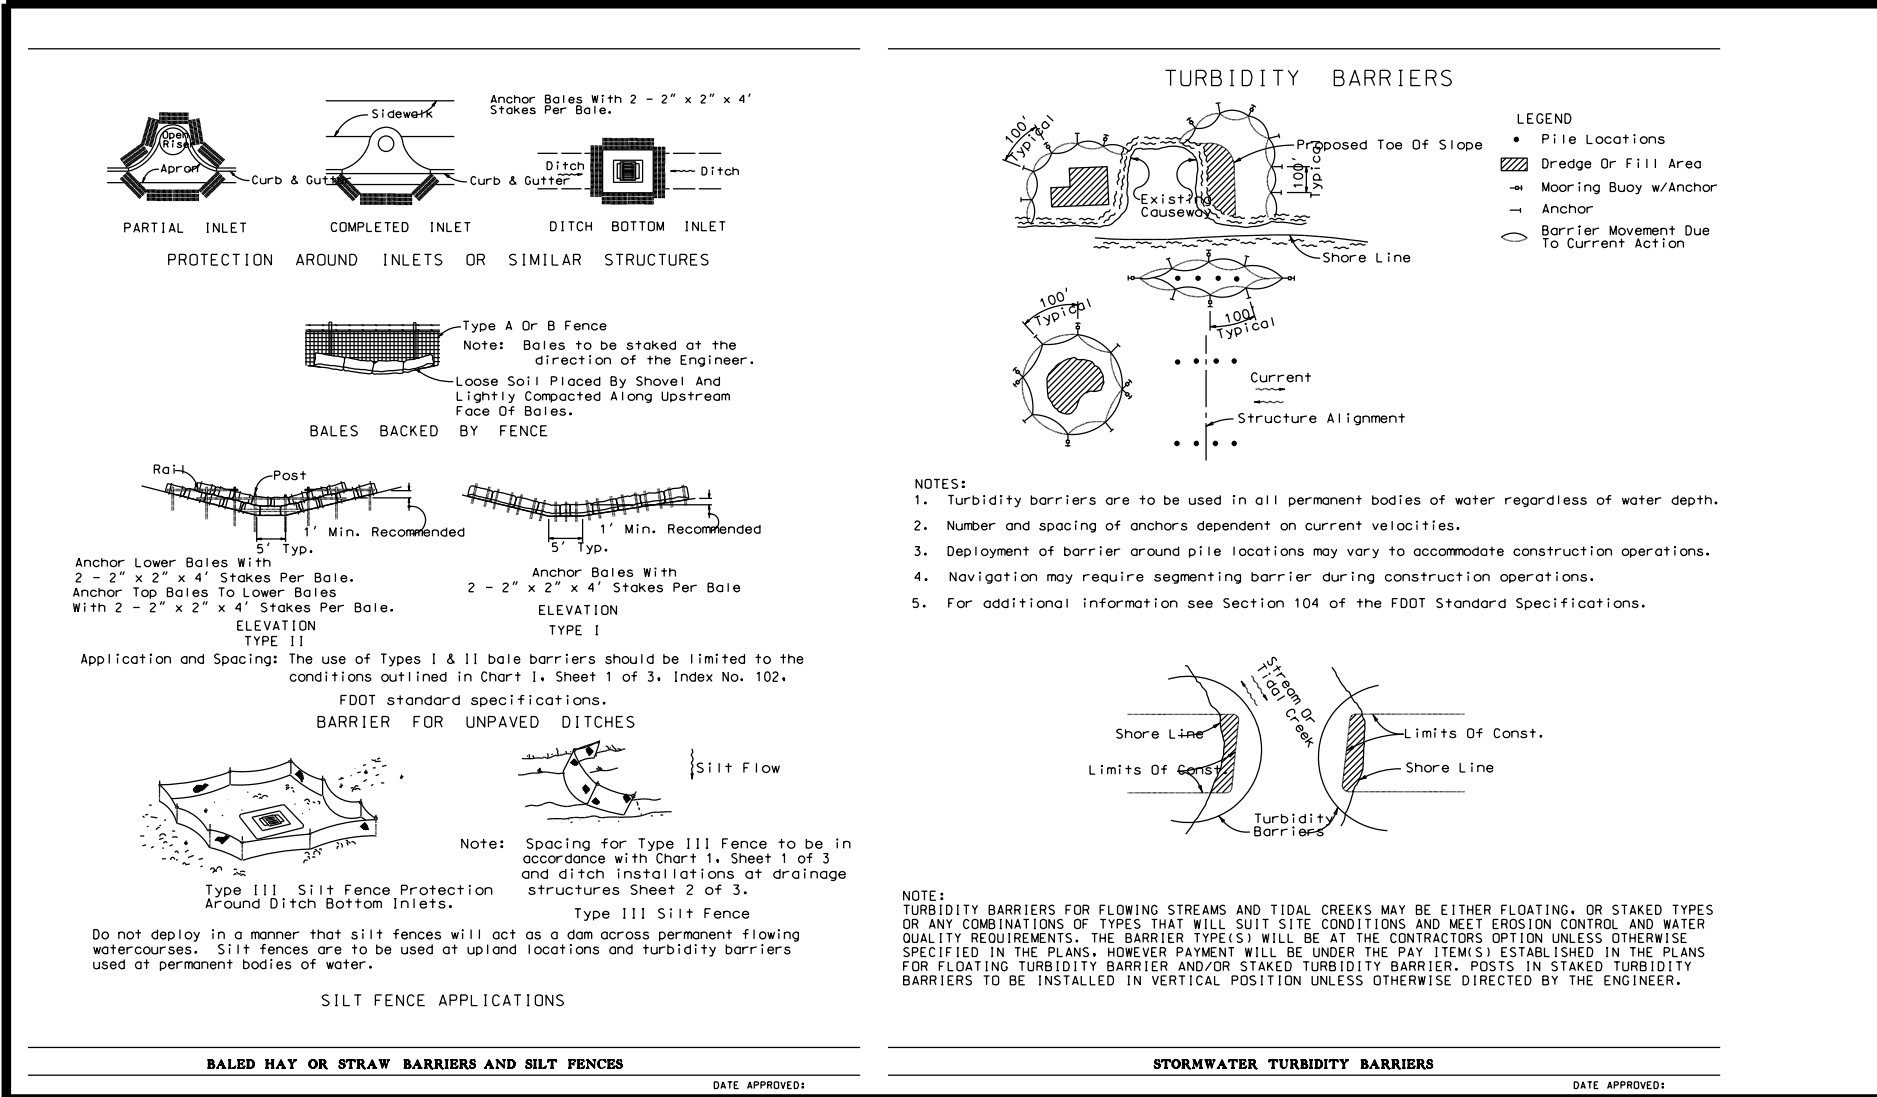 Anchor Bales With 2 - 2" x 2" x 4'
Stakes Per Bale.
Sidewalk
Open
Riser
Apron
Curb & Gutter
Curb & Gutter
Ditch
Ditch
PARTIAL INLET
COMPLETED INLET
DITCH BOTTOM INLET
PROTECTION AROUND INLETS OR SIMILAR STRUCTURES
Type A Or B Fence
Note: Bales to be staked at the
direction of the Engineer.
Loose Soil Placed By Shovel And
Lightly Compacted Along Upstream
Face Of Bales.
BALES BACKED BY FENCE
Rail
Post
1' Min. Recommended
5' Typ.
Anchor Lower Bales With
2 - 2" x 2" x 4' Stakes Per Bale.
Anchor Top Bales To Lower Bales
With 2 - 2" x 2" x 4' Stakes Per Bale.
ELEVATION
TYPE II
1' Min. Recommended
5' Typ.
Anchor Bales With
2 - 2" x 2" x 4' Stakes Per Bale
ELEVATION
TYPE I
Application and Spacing: The use of Types I & II bale barriers should be limited to the
conditions outlined in Chart I, Sheet 1 of 3, Index No. 102,
FDOT standard specifications.
BARRIER FOR UNPAVED DITCHES
Silt Flow
Type III Silt Fence Protection
Around Ditch Bottom Inlets.
Note: Spacing for Type III Fence to be in
accordance with Chart 1, Sheet 1 of 3
and ditch installations at drainage
structures Sheet 2 of 3.
Type III Silt Fence
Do not deploy in a manner that silt fences will act as a dam across permanent flowing
watercourses. Silt fences are to be used at upland locations and turbidity barriers
used at permanent bodies of water.
SILT FENCE APPLICATIONS
BALED HAY OR STRAW BARRIERS AND SILT FENCES
DATE APPROVED:
TURBIDITY BARRIERS
100'
Typical
Proposed Toe Of Slope
100'
Typical
Existing
Causeway
Shore Line
LEGEND
Pile Locations
Dredge Or Fill Area
Mooring Buoy w/Anchor
Anchor
Barrier Movement Due
To Current Action
100'
Typical
100'
Typical
Current
Structure Alignment
NOTES:
1. Turbidity barriers are to be used in all permanent bodies of water regardless of water depth.
2. Number and spacing of anchors dependent on current velocities.
3. Deployment of barrier around pile locations may vary to accommodate construction operations.
4. Navigation may require segmenting barrier during construction operations.
5. For additional information see Section 104 of the FDOT Standard Specifications.
Stream Or
Tidal Creek
Shore Line
Limits Of Const.
Limits Of Const.
Shore Line
Turbidity
Barriers
NOTE:
TURBIDITY BARRIERS FOR FLOWING STREAMS AND TIDAL CREEKS MAY BE EITHER FLOATING, OR STAKED TYPES
OR ANY COMBINATIONS OF TYPES THAT WILL SUIT SITE CONDITIONS AND MEET EROSION CONTROL AND WATER
QUALITY REQUIREMENTS. THE BARRIER TYPE(S) WILL BE AT THE CONTRACTORS OPTION UNLESS OTHERWISE
SPECIFIED IN THE PLANS, HOWEVER PAYMENT WILL BE UNDER THE PAY ITEM(S) ESTABLISHED IN THE PLANS
FOR FLOATING TURBIDITY BARRIER AND/OR STAKED TURBIDITY BARRIER. POSTS IN STAKED TURBIDITY
BARRIERS TO BE INSTALLED IN VERTICAL POSITION UNLESS OTHERWISE DIRECTED BY THE ENGINEER.
STORMWATER TURBIDITY BARRIERS
DATE APPROVED: